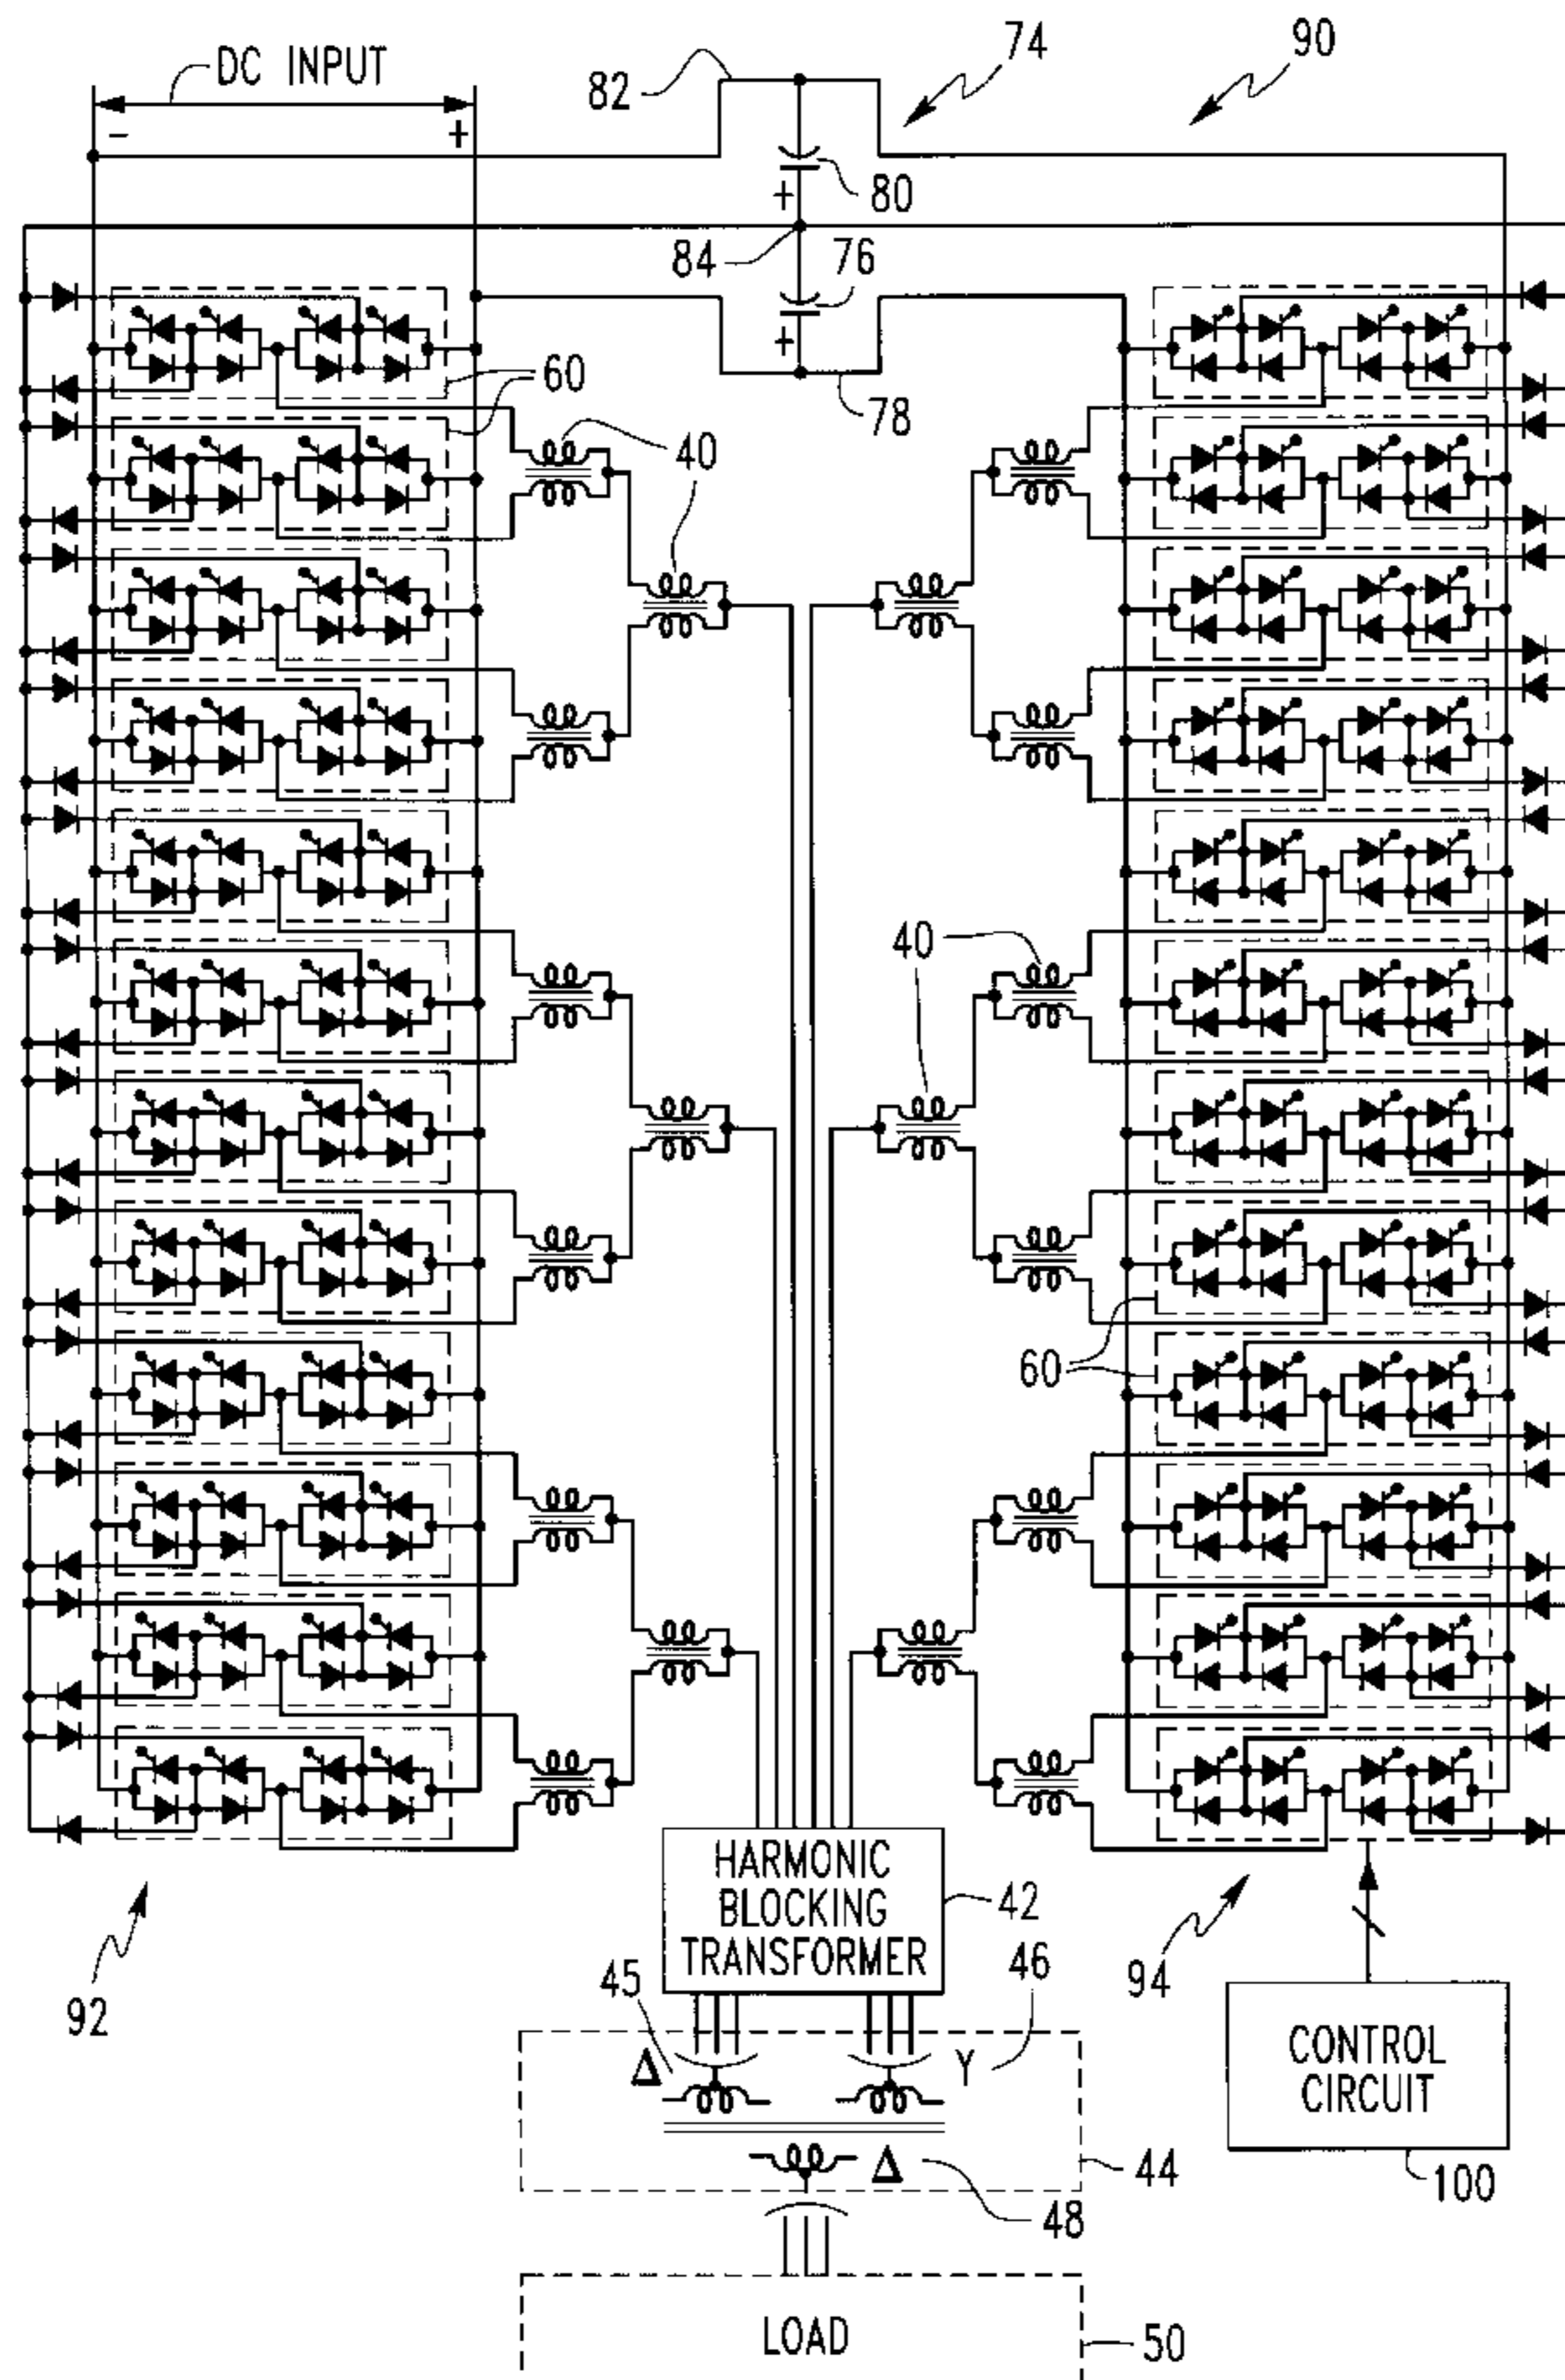 74
90
DC INPUT
82
-
+
80
+
84
76
+
60
78
40
40
40
40
60
HARMONIC
BLOCKING
TRANSFORMER
42
92
94
45
46
Δ
Y
CONTROL
CIRCUIT
Δ
44
100
48
LOAD
50